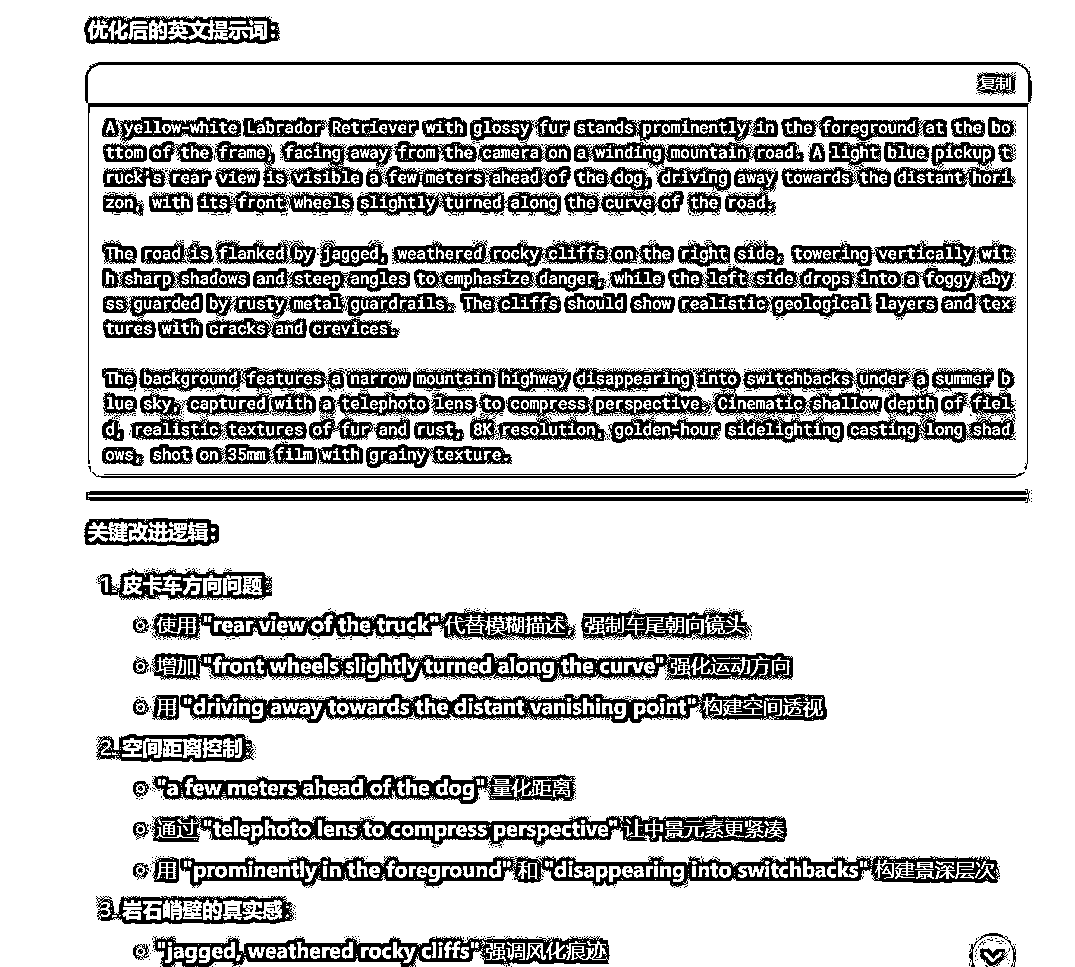 优化后的英文提示词：
复制
A yellow-white Labrador Retriever with glossy fur stands prominently in the foreground at the bo
ttom of the frame, facing away from the camera on a winding mountain road. A light blue pickup t
ruck's rear view is visible a few meters ahead of the dog, driving away towards the distant hori
zon, with its front wheels slightly turned along the curve of the road.
The road is flanked by jagged, weathered rocky cliffs on the right side, towering vertically wit
h sharp shadows and steep angles to emphasize danger, while the left side drops into a foggy aby
ss guarded by rusty metal guardrails. The cliffs should show realistic geological layers and tex
tures with cracks and crevices.
The background features a narrow mountain highway disappearing into switchbacks under a summer b
lue sky, captured with a telephoto lens to compress perspective. Cinematic shallow depth of fiel
d, realistic textures of fur and rust, 8K resolution, golden-hour sidelighting casting long shad
ows, shot on 35mm film with grainy texture.
关键改进逻辑：
1. 皮卡车方向问题
◎ 使用 "rear view of the truck" 代替模糊描述，强制车尾朝向镜头
◎ 增加 "front wheels slightly turned along the curve" 强化运动方向
◎ 用 "driving away towards the distant vanishing point" 构建空间透视
2. 空间距离控制
◎ "a few meters ahead of the dog" 量化距离
◎ 通过 "telephoto lens to compress perspective" 让中景元素更紧凑
◎ 用 "prominently in the foreground" 和 "disappearing into switchbacks" 构建景深层次
3. 岩石峭壁的真实感
◎ "jagged, weathered rocky cliffs" 强调风化痕迹